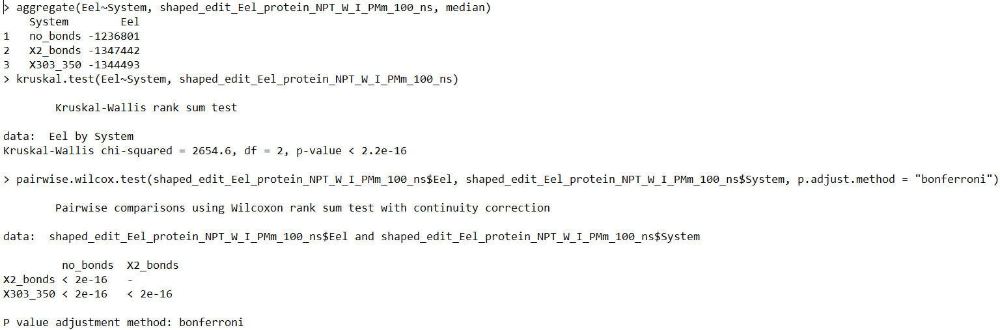 > aggregate(Eel~System, shaped_edit_Eel_protein_NPT_W_I_PMm_100_ns, median)
    System      Eel
1 no_bonds -1236801
2 X2_bonds -1347442
3 X303_350 -1344493
> kruskal.test(Eel~System, shaped_edit_Eel_protein_NPT_W_I_PMm_100_ns)
        Kruskal-Wallis rank sum test
data:  Eel by System
Kruskal-Wallis chi-squared = 2654.6, df = 2, p-value < 2.2e-16
> pairwise.wilcox.test(shaped_edit_Eel_protein_NPT_W_I_PMm_100_ns$Eel, shaped_edit_Eel_protein_NPT_W_I_PMm_100_ns$System, p.adjust.method = "bonferroni")
        Pairwise comparisons using Wilcoxon rank sum test with continuity correction
data:  shaped_edit_Eel_protein_NPT_W_I_PMm_100_ns$Eel and shaped_edit_Eel_protein_NPT_W_I_PMm_100_ns$System
         no_bonds  X2_bonds
X2_bonds < 2e-16   -
X303_350 < 2e-16   < 2e-16
P value adjustment method: bonferroni